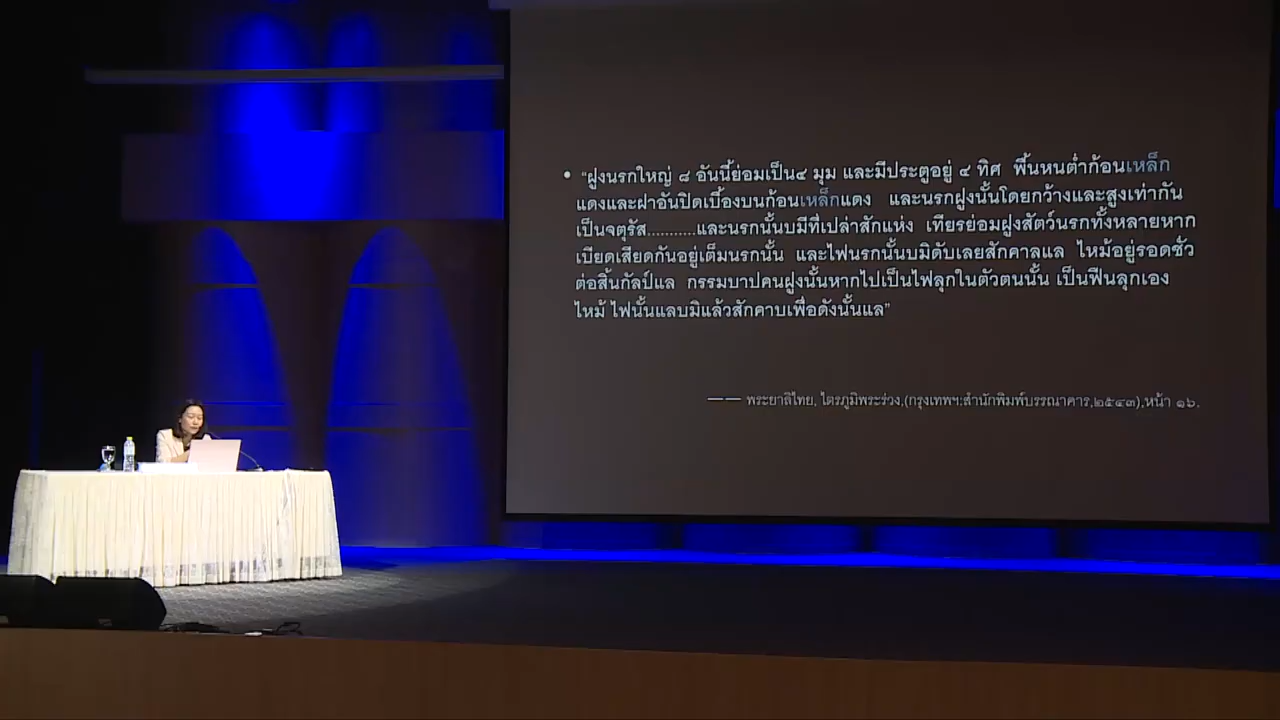 • “ฝูงนรกใหญ่ ๘ อันนี้ย่อมเป็น๔ มุม และมีประตูอยู่ ๔ ทิศ พื้นหนต่ำก้อนเหล็ก
แดงและฝาอันปิดเบื้องบนก้อนเหล็กแดง และนรกฝูงนั้นโดยกว้างและสูงเท่ากัน
เป็นจตุรัส..........และนรกนั้นบมีที่เปล่าสักแห่ง เทียรย่อมฝูงสัตว์นรกทั้งหลายหาก
เบียดเสียดกันอยู่เต็มนรกนั้น และไฟนรกนั้นบมิดับเลยสักคาลแล ไหม้อยู่รอดชั่ว
ต่อสิ้นกัลป์แล กรรมบาปคนฝูงนั้นหากไปเป็นไฟลุกในตัวตนนั้น เป็นฟืนลุกเอง
ไหม้ ไฟนั้นแลบมิแล้วสักคาบเพื่อดังนั้นแล”
—— พระยาลิไทย, ไตรภูมิพระร่วง,(กรุงเทพฯ:สำนักพิมพ์บรรณาคาร,๒๕๔๓),หน้า ๑๖.